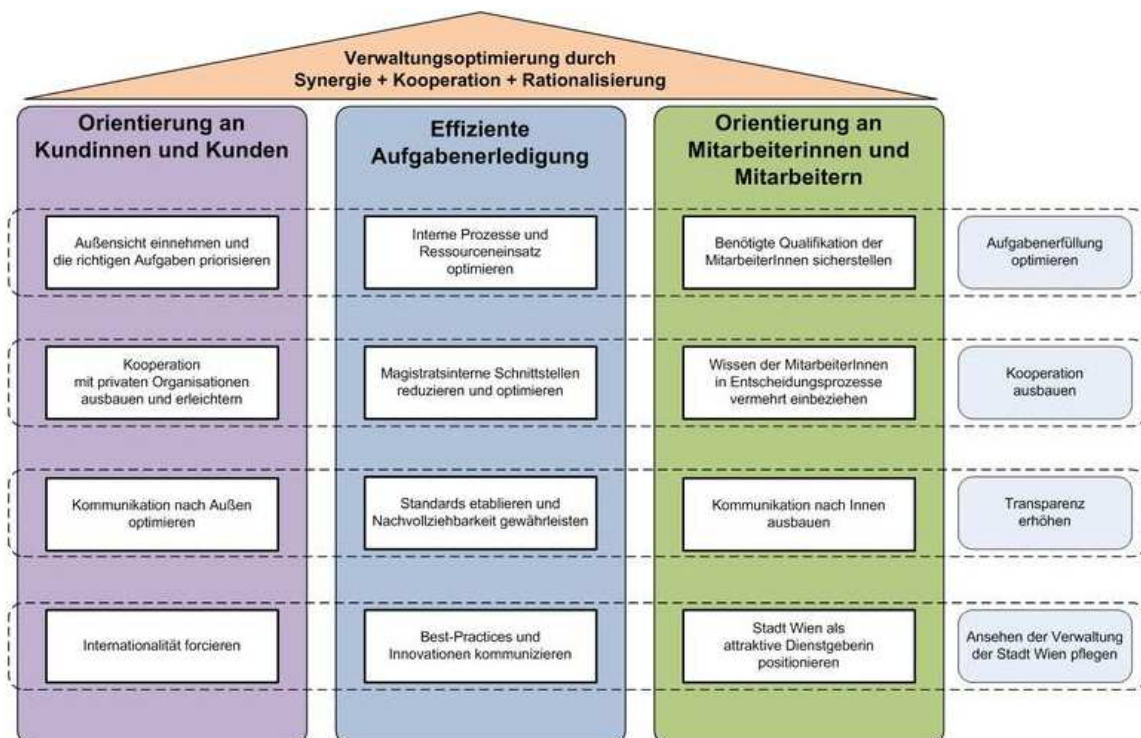 Verwaltungsoptimierung durch
Synergie + Kooperation + Rationalisierung
Orientierung an
Kundinnen und Kunden
Effiziente
Aufgabenerledigung
Orientierung an
Mitarbeiterinnen und
Mitarbeitern
Außensicht einnehmen und
die richtigen Aufgaben priorisieren
Interne Prozesse und
Ressourceneinsatz
optimieren
Benötigte Qualifikation der
MitarbeiterInnen sicherstellen
Aufgabenerfüllung
optimieren
Kooperation
mit privaten Organisationen
ausbauen und erleichtern
Magistratsinterne Schnittstellen
reduzieren und optimieren
Wissen der MitarbeiterInnen
in Entscheidungsprozesse
vermehrt einbeziehen
Kooperation
ausbauen
Kommunikation nach Außen
optimieren
Standards etablieren und
Nachvollziehbarkeit gewährleisten
Kommunikation nach Innen
ausbauen
Transparenz
erhöhen
Internationalität forcieren
Best-Practices und
Innovationen kommunizieren
Stadt Wien als
attraktive Dienstgeberin
positionieren
Ansehen der Verwaltung
der Stadt Wien pflegen